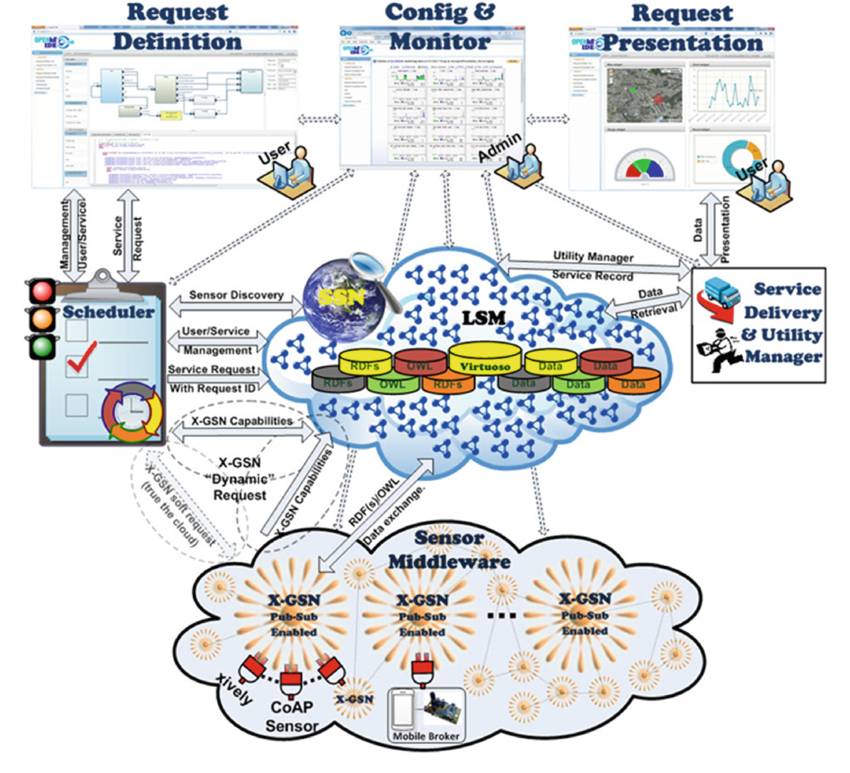 Request
Definition
Config &
Monitor
Request
Presentation
User
Admin
User
Management
User/Service
Service
Request
Data
Presentation
Scheduler
Sensor Discovery
User/Service
Management
Service Request
With Request ID
X-GSN Capabilities
X-GSN
"Dynamic"
Request
X-GSN Capabilities
X-GSN soft request
(true the cloud)
SSN
LSM
RDFs
OWL
Virtuoso
Data
Data
RDFs
OWL
RDFs
Data
Data
Data
Utility Manager
Service Record
Data
Retrieval
Service
Delivery
& Utility
Manager
RDF(s)/OWL
Data exchange.
Sensor
Middleware
X-GSN
Pub-Sub
Enabled
X-GSN
Pub-Sub
Enabled
X-GSN
Pub-Sub
Enabled
xively
CoAP
Sensor
X-GSN
Mobile Broker